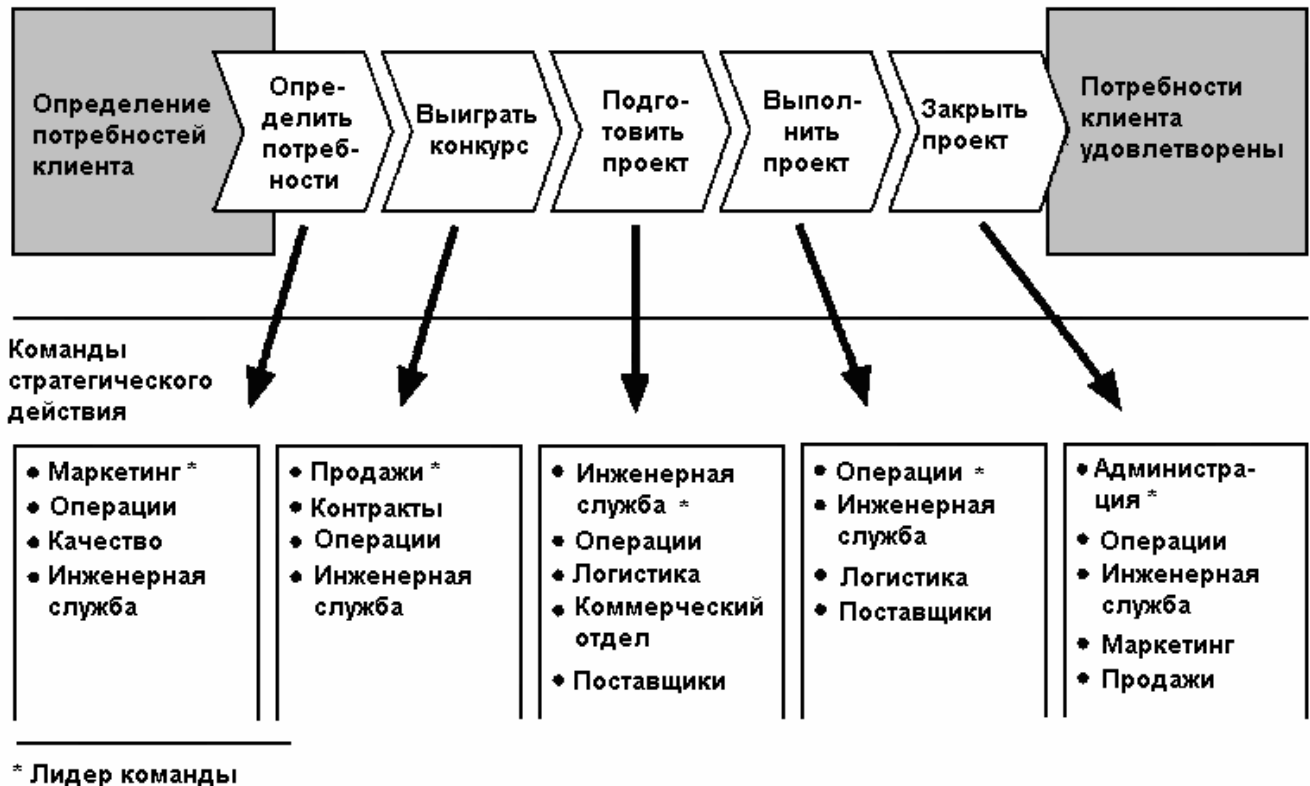 Определение
потребностей
клиента
Опре-
делить
потреб-
ности
Выиграть
конкурс
Подго-
товить
проект
Выпол-
нить
проект
Закрыть
проект
Потребности
клиента
удовлетворены
Команды
стратегического
действия
● Маркетинг *
● Операции
● Качество
● Инженерная
служба
● Продажи *
● Контракты
● Операции
● Инженерная
служба
● Инженерная
служба *
● Операции
● Логистика
● Коммерческий
отдел
● Поставщики
● Операции *
● Инженерная
служба
● Логистика
● Поставщики
● Администра-
ция *
● Операции
● Инженерная
служба
● Маркетинг
● Продажи
* Лидер команды